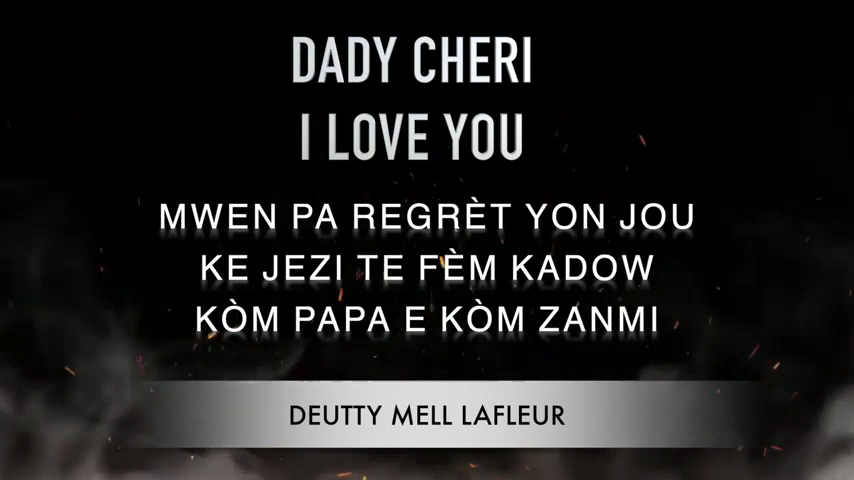 DADY CHERI
I LOVE YOU
MWEN PA REGRÈT YON JOU
KE JEZI TE FÈM KADOW
KÒM PAPA E KÒM ZANMI
DEUTTY MELL LAFLEUR